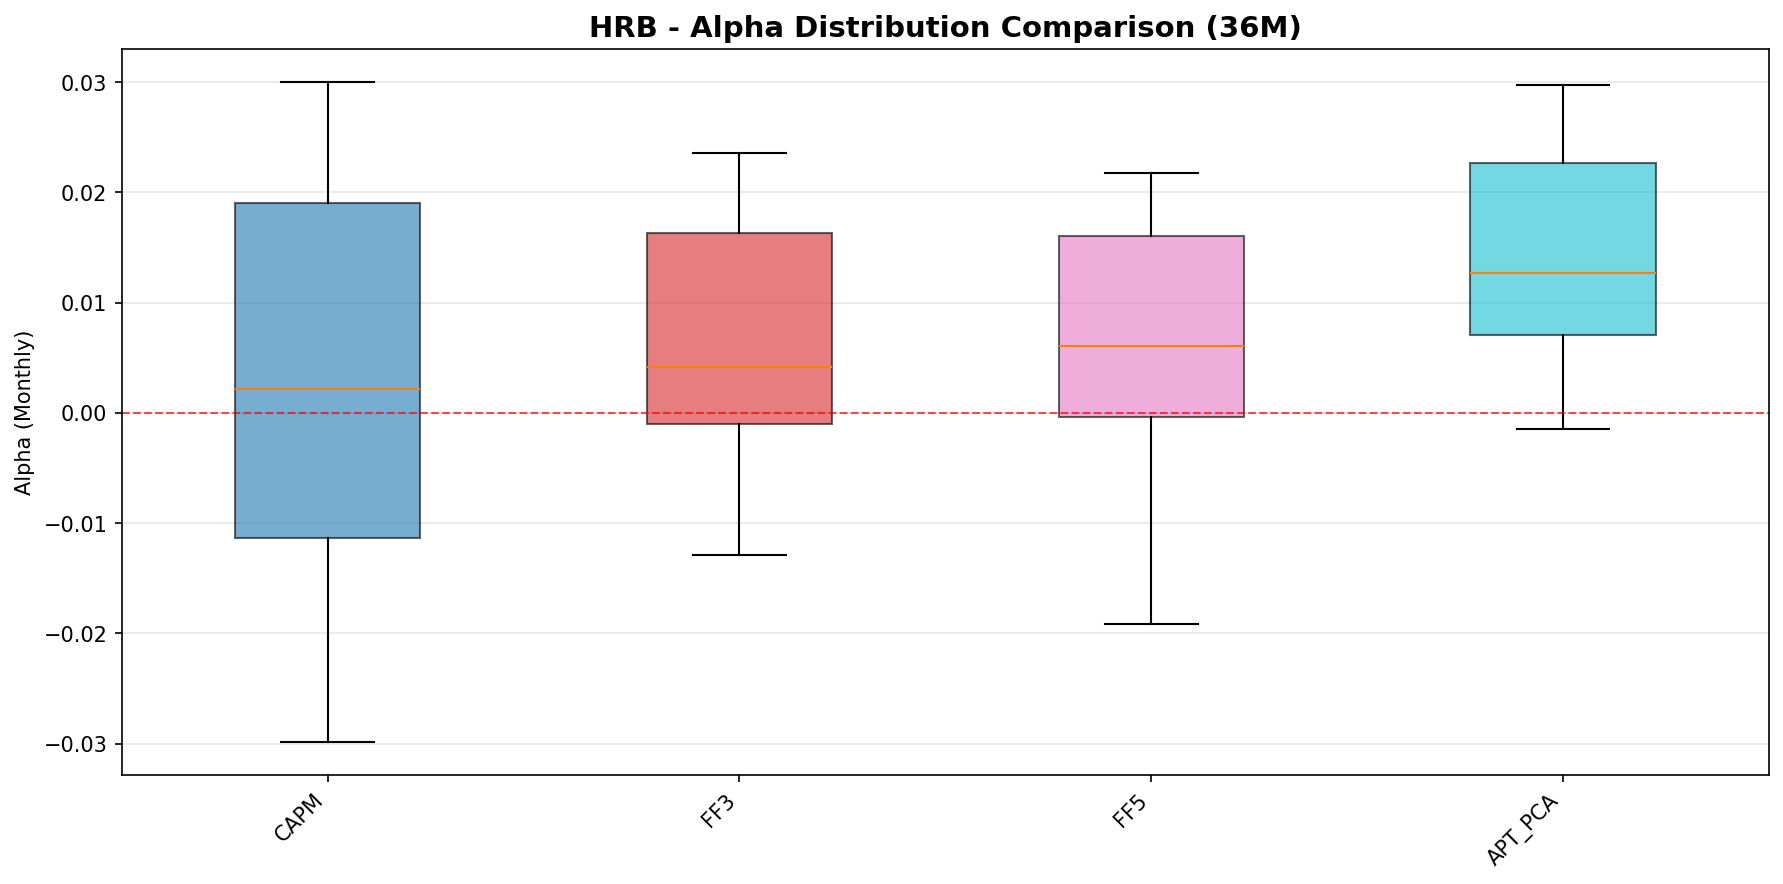 HRB - Alpha Distribution Comparison (36M)
Alpha (Monthly)
0.03
0.02
0.01
0.00
−0.01
−0.02
−0.03
CAPM
FF3
FF5
APT_PCA